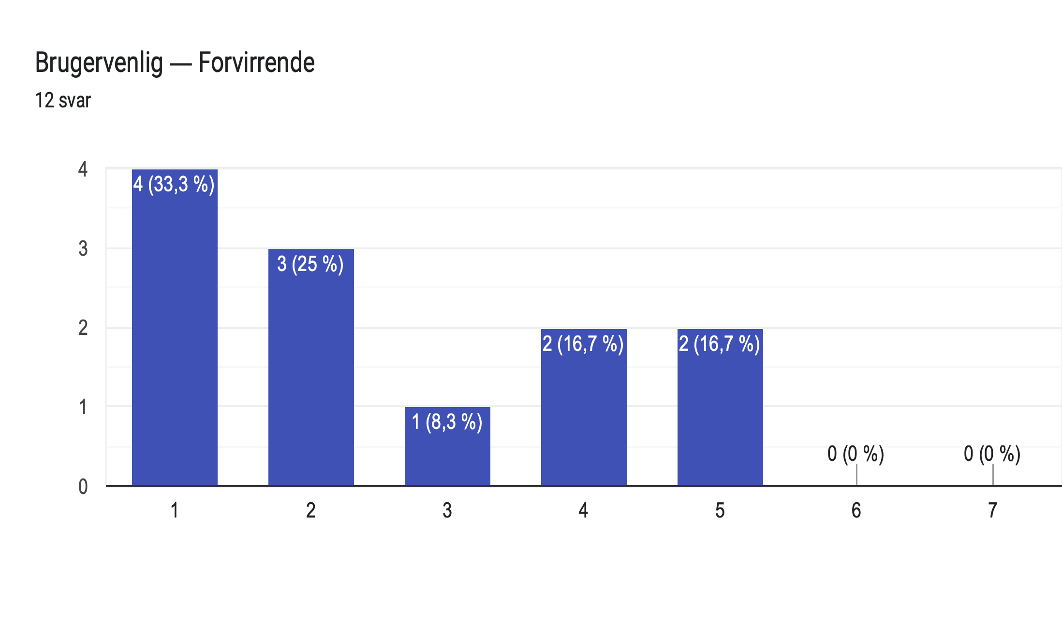 Brugervenlig — Forvirrende
12 svar
4
4 (33,3 %)
3
3 (25 %)
2
2 (16,7 %) 2 (16,7 %)
1
1 (8,3 %)
0 (0 %) 0 (0 %)
0
1 2 3 4 5 6 7